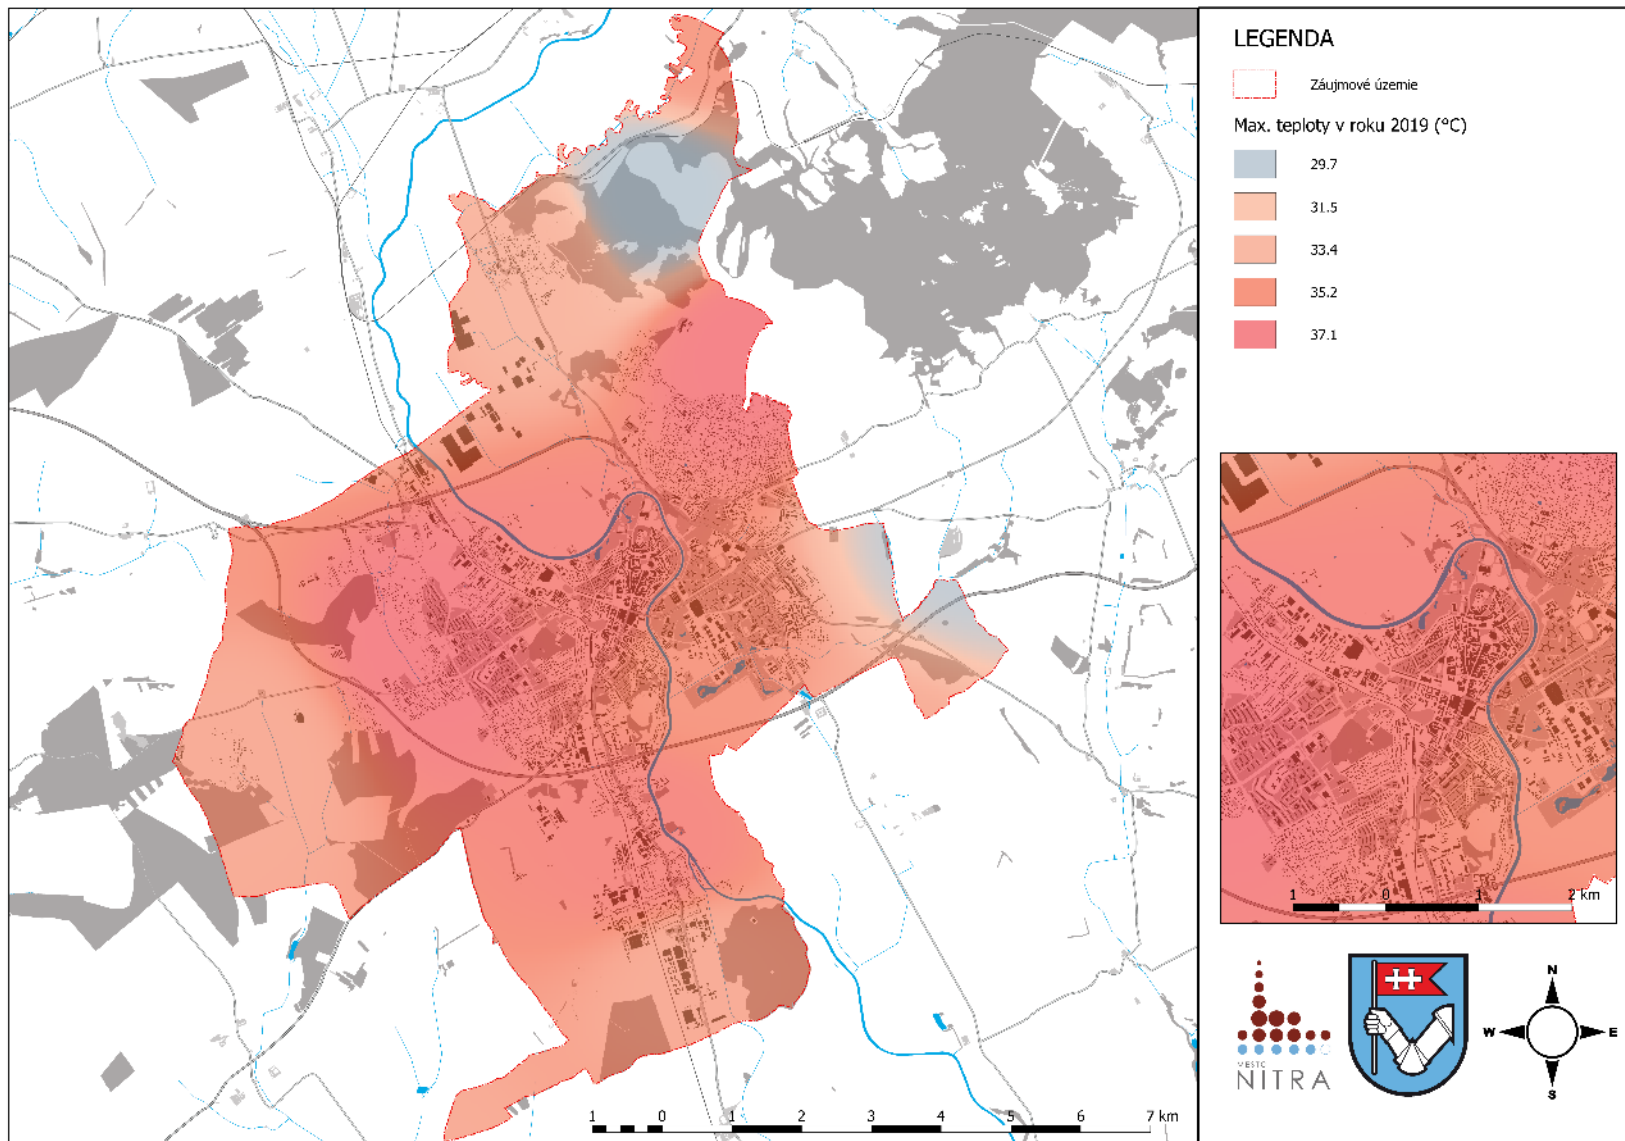 LEGENDA
Záujmové územie
Max. teploty v roku 2019 (°C)
29.7
31.5
33.4
35.2
37.1
1 0 1 2 km
MESTO
NITRA
N
W E
S
1 0 1 2 3 4 5 6 7 km